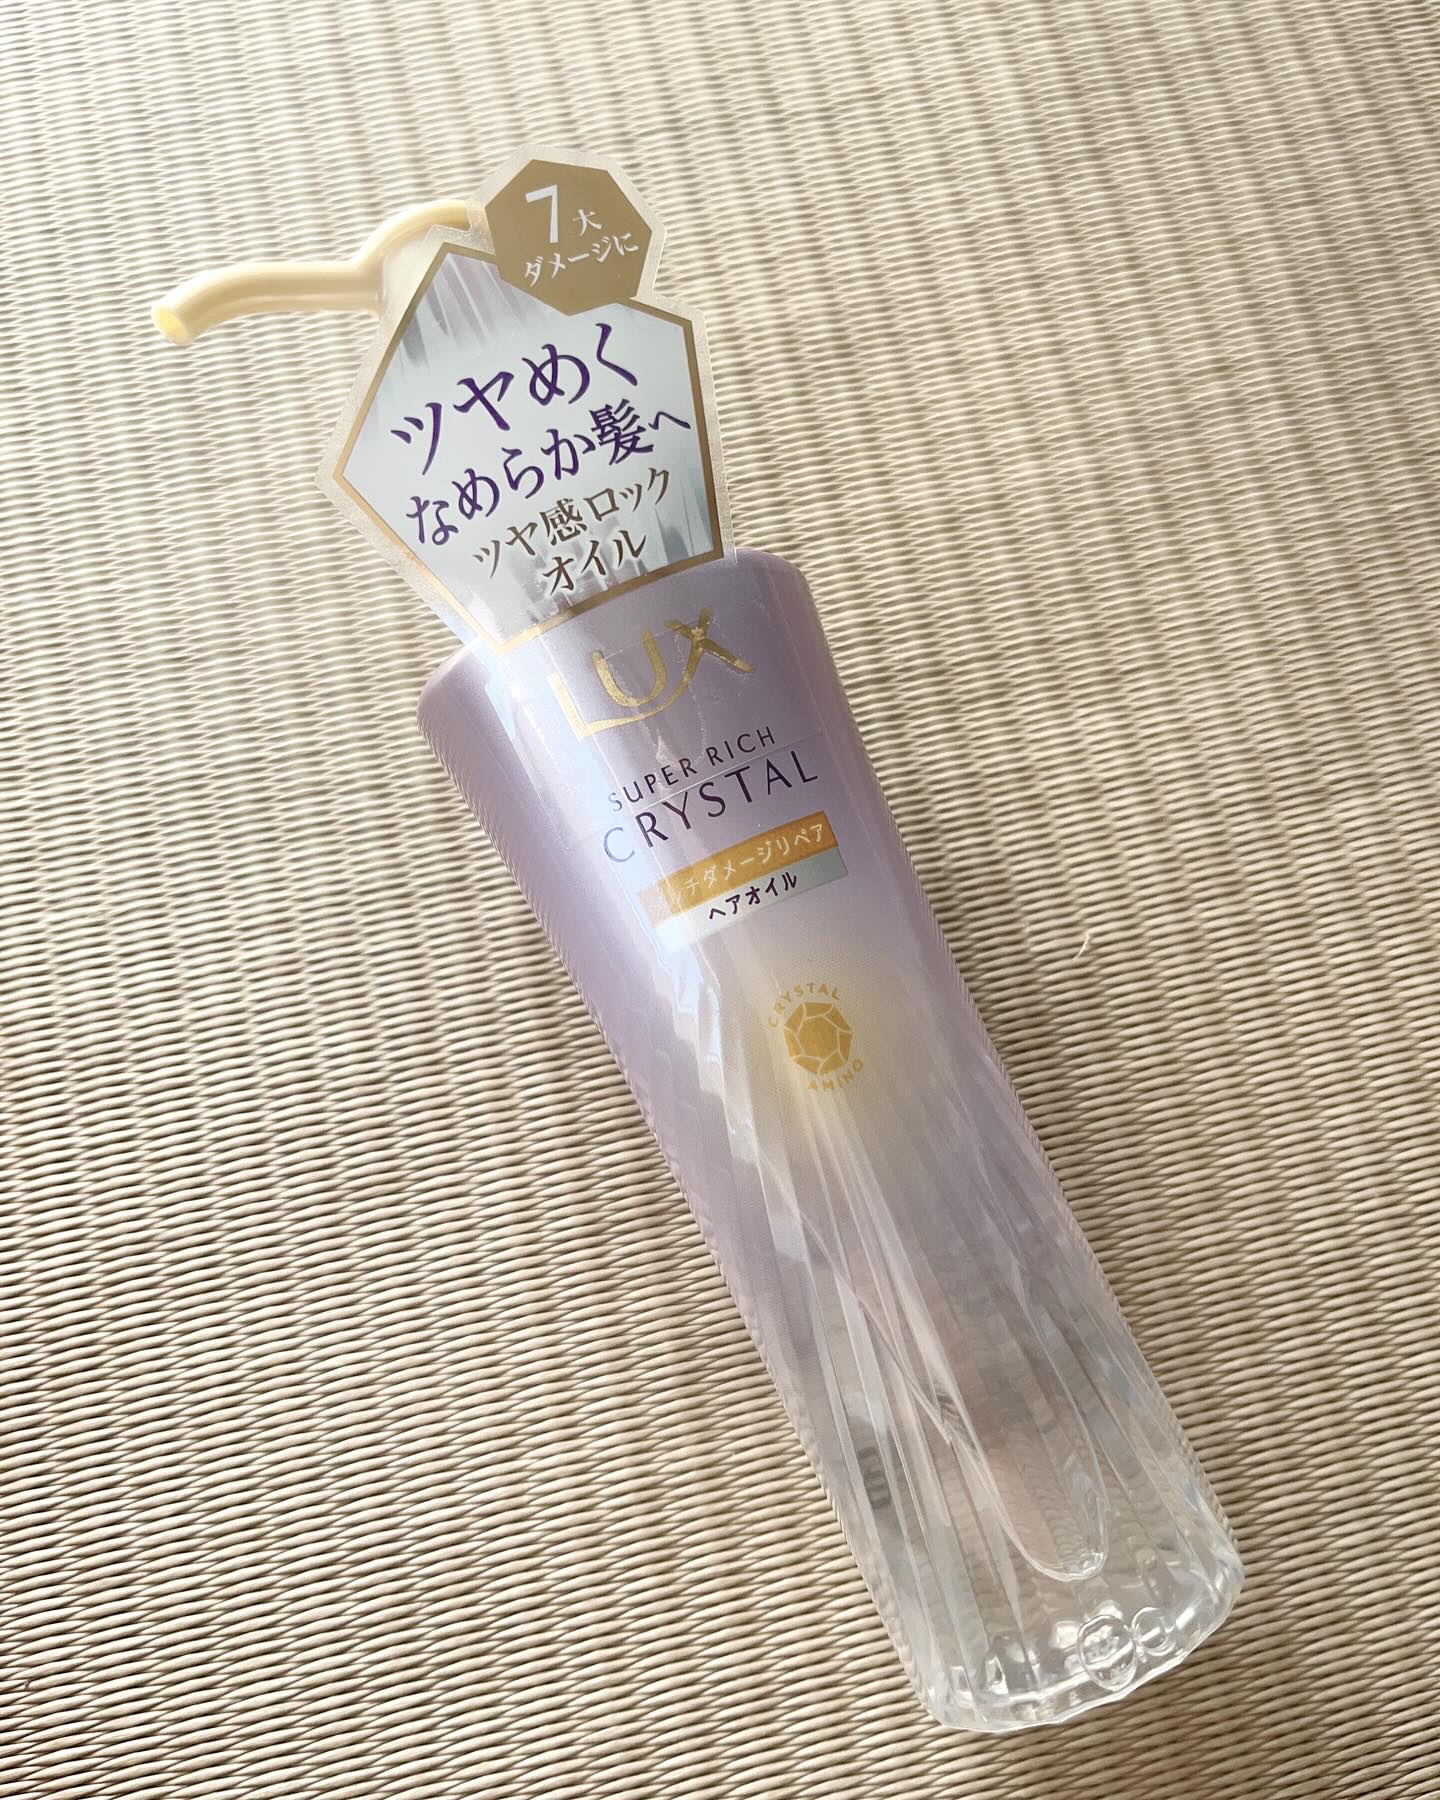 7大
ダメージに
ツヤめく
なめらか髪へ
ツヤ感ロック
オイル
LUX
SUPER RICH
CRYSTAL
チダメージリペア
ヘアオイル
CRYSTAL
AMINO